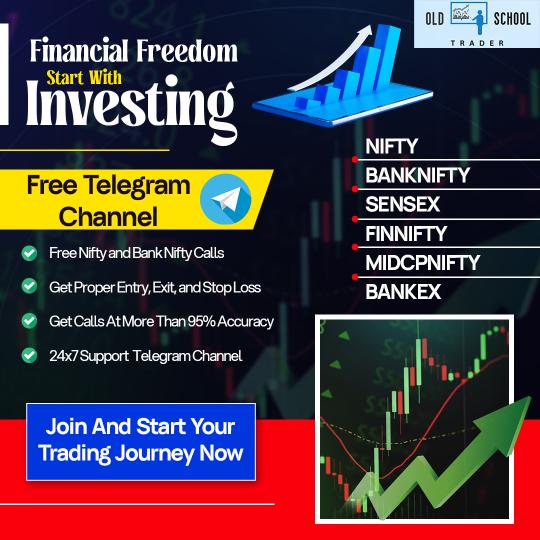 OLD SCHOOL
TRADER
Financial Freedom
Start With
Investing
Free Telegram
Channel
Free Nifty and Bank Nifty Calls
Get Proper Entry, Exit, and Stop Loss
Get Calls At More Than 95% Accuracy
24x7 Support Telegram Channel
Join And Start Your
Trading Journey Now
NIFTY
BANKNIFTY
SENSEX
FINNIFTY
MIDCPNIFTY
BANKEX